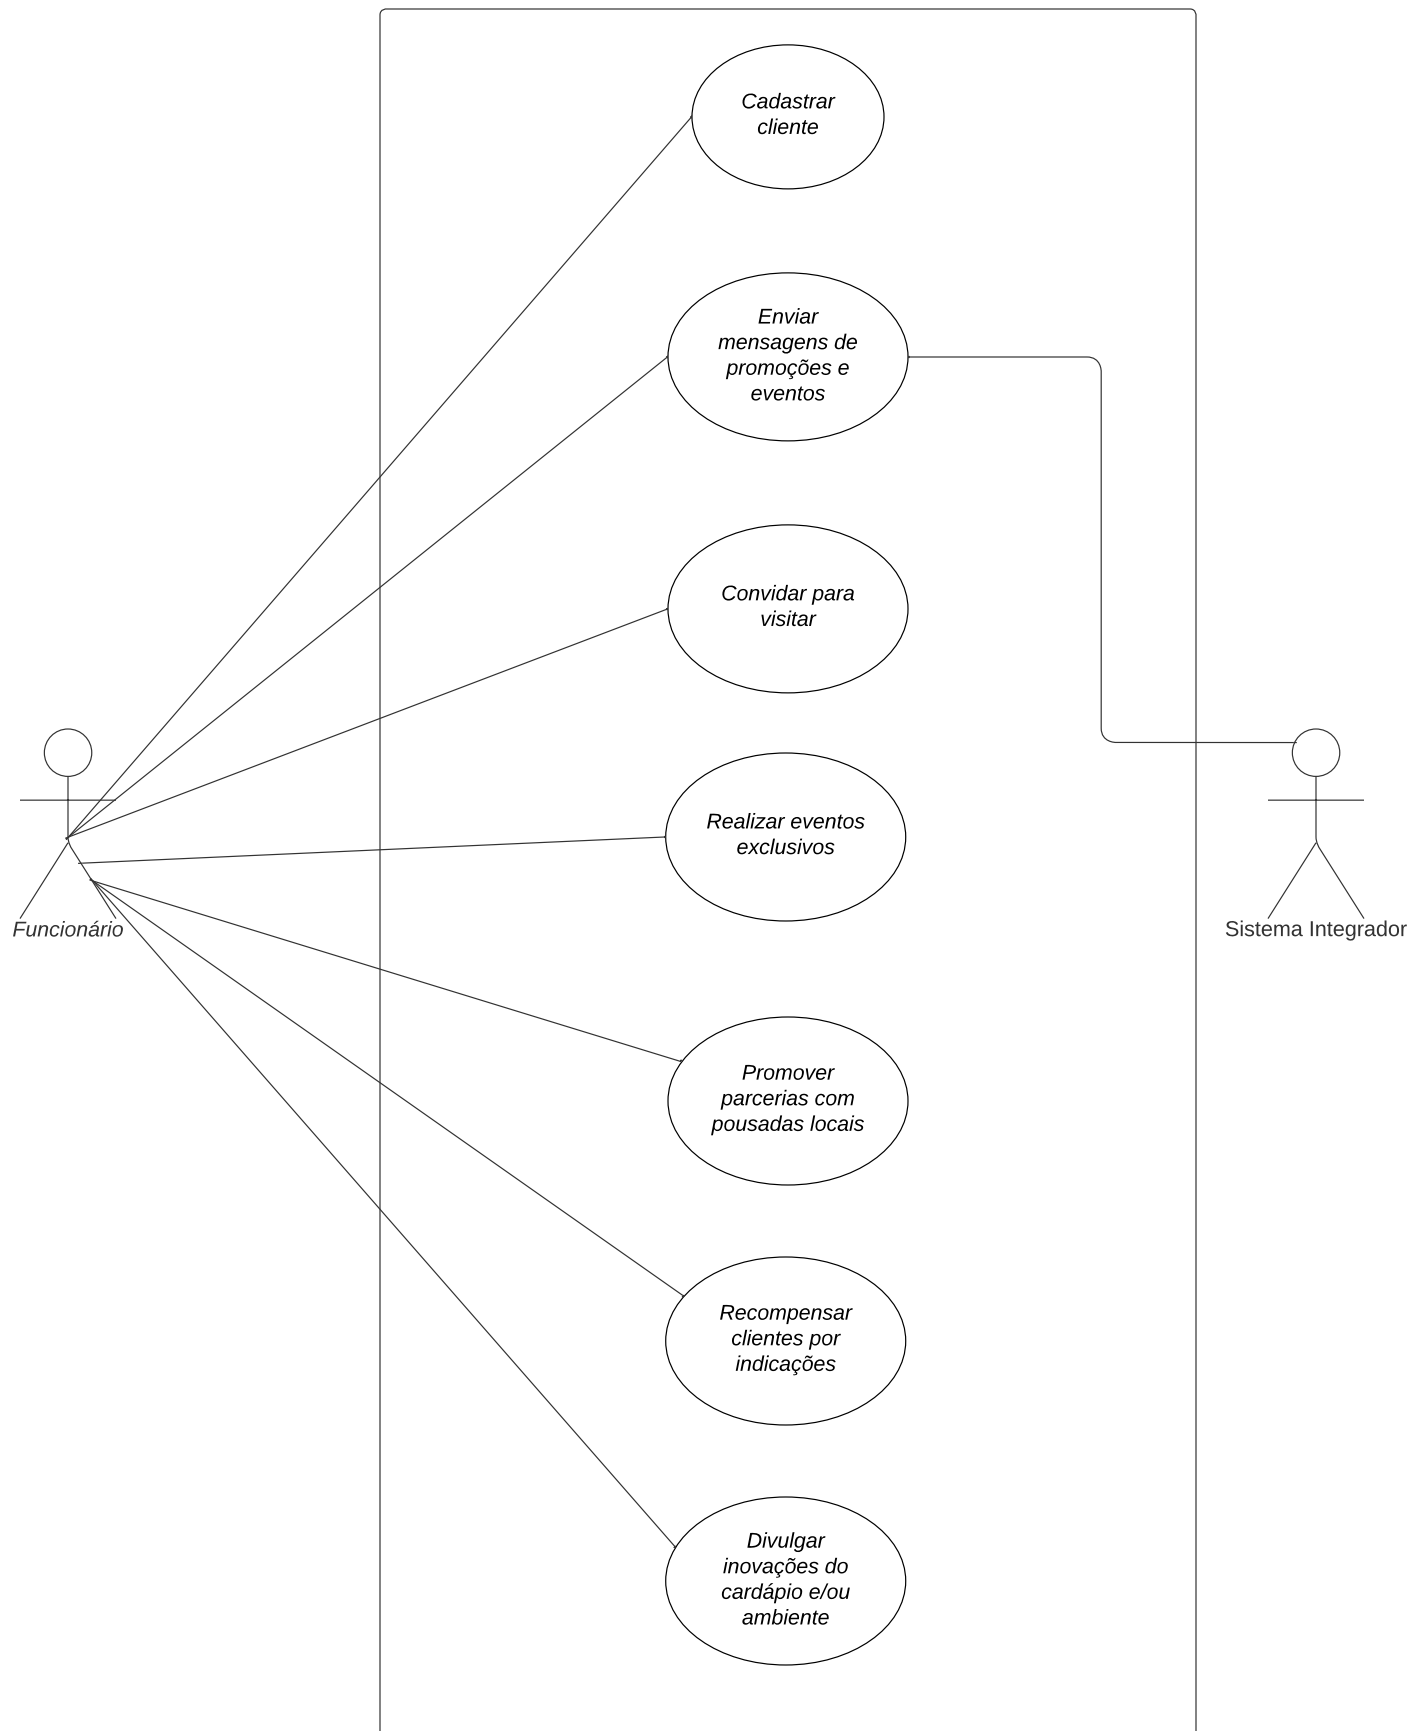 Cadastrar
cliente
Enviar
mensagens de
promoções e
eventos
Convidar para
visitar
Realizar eventos
exclusivos
Funcionário
Sistema Integrador
Promover
parcerias com
pousadas locais
Recompensar
clientes por
indicações
Divulgar
inovações do
cardápio e/ou
ambiente